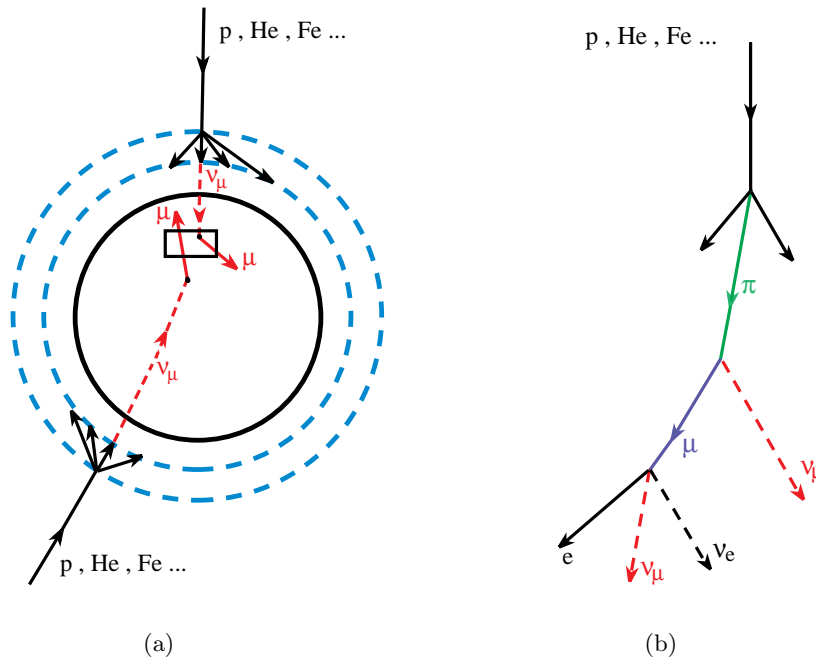 p , He , Fe ...
ν_μ
μ
μ
ν_μ
p , He , Fe ...
(a)
p , He , Fe ...
π
μ
ν_μ
e
ν_μ
ν_e
(b)